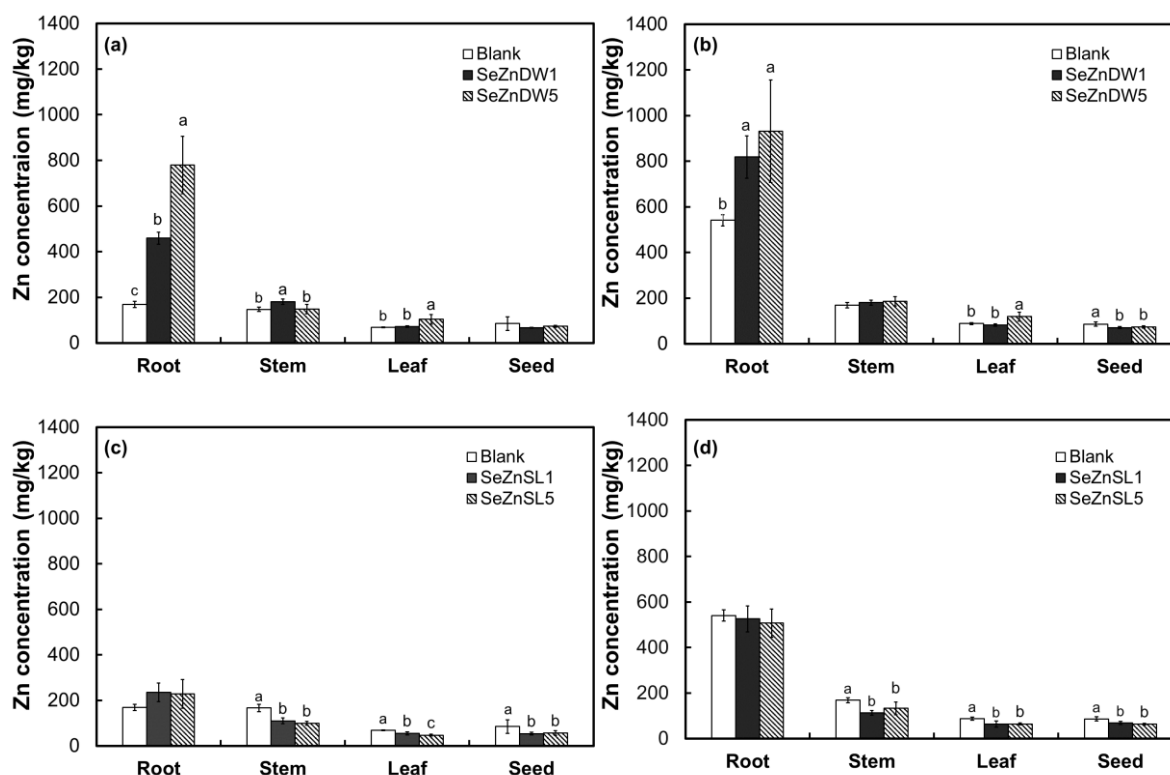 Zn concentraion (mg/kg)
1400
1200
1000
800
600
400
200
0
(a)
Blank
SeZnDW1
SeZnDW5
c b a
b a b
b b a
Root Stem Leaf Seed
Zn concentration (mg/kg)
1400
1200
1000
800
600
400
200
0
(b)
Blank
SeZnDW1
SeZnDW5
b a a
b b a
a b b
Root Stem Leaf Seed
Zn concentration (mg/kg)
1400
1200
1000
800
600
400
200
0
(c)
Blank
SeZnSL1
SeZnSL5
a b b
a b c
a b b
Root Stem Leaf Seed
Zn concentration (mg/kg)
1400
1200
1000
800
600
400
200
0
(d)
Blank
SeZnSL1
SeZnSL5
a b b
a b b
a b b
Root Stem Leaf Seed